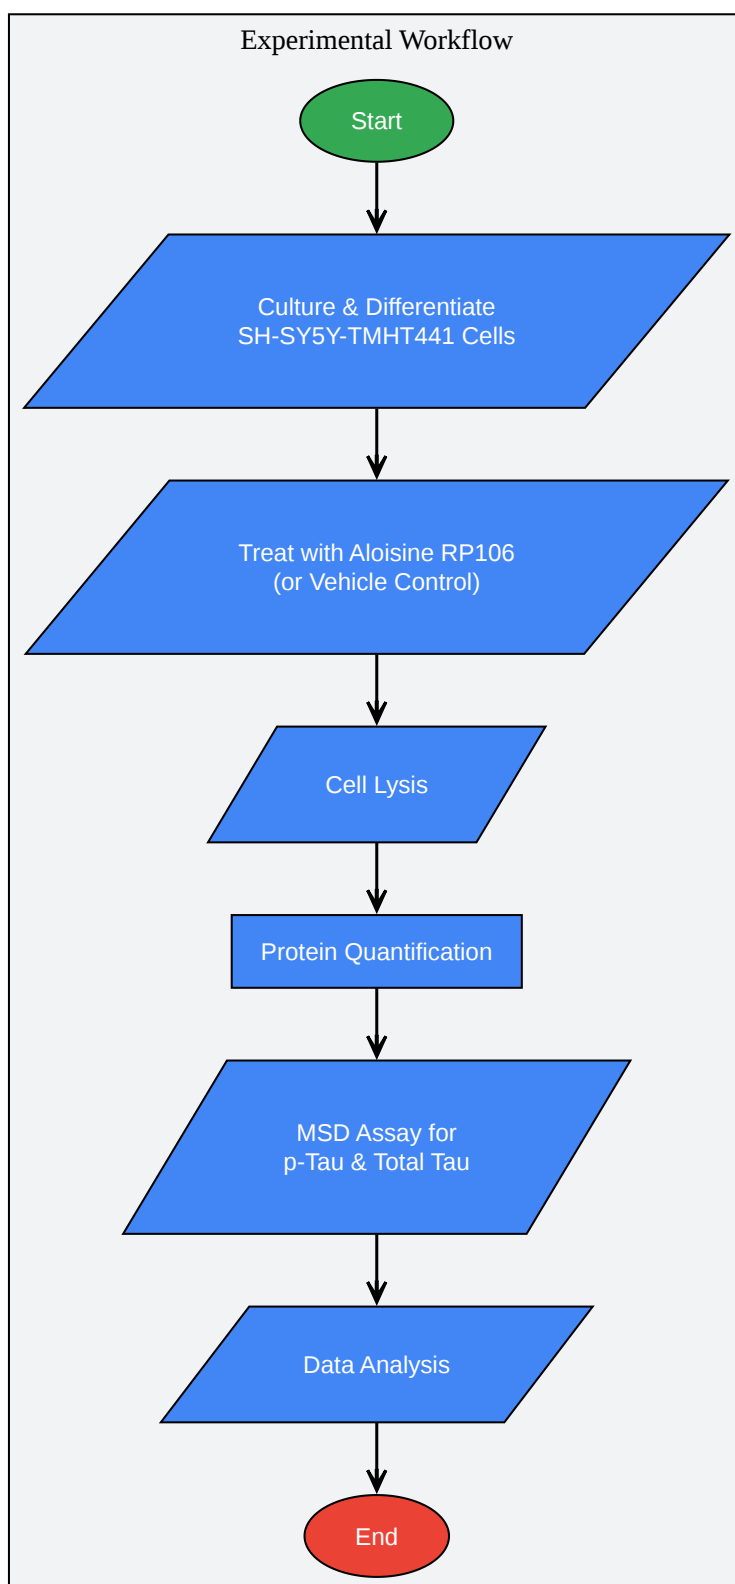 Experimental Workflow
Start
Culture & Differentiate
SH-SY5Y-TMHT441 Cells
Treat with Aloisine RP106
(or Vehicle Control)
Cell Lysis
Protein Quantification
MSD Assay for
p-Tau & Total Tau
Data Analysis
End